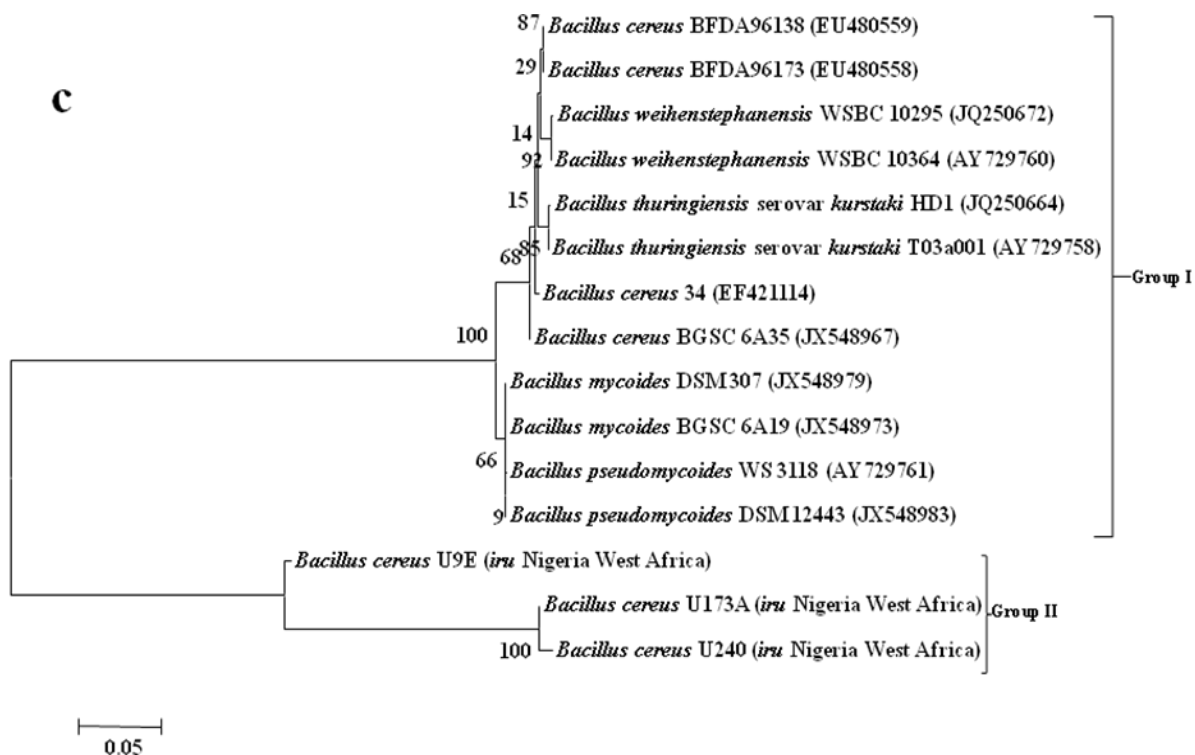 87
Bacillus cereus BFDA96138 (EU480559)
29
Bacillus cereus BFDA96173 (EU480558)
c
Bacillus weihenstephanensis WSBC 10295 (JQ250672)
14
92
Bacillus weihenstephanensis WSBC 10364 (AY729760)
15
Bacillus thuringiensis serovar kurstaki HD1 (JQ250664)
68
85
Bacillus thuringiensis serovar kurstaki T03a001 (AY729758)
Group I
Bacillus cereus 34 (EF421114)
100
Bacillus cereus BGSC 6A35 (JX548967)
Bacillus mycoides DSM307 (JX548979)
Bacillus mycoides BGSC 6A19 (JX548973)
66
Bacillus pseudomycoides WS 3118 (AY729761)
9
Bacillus pseudomycoides DSM12443 (JX548983)
Bacillus cereus U9E (iru Nigeria West Africa)
Bacillus cereus U173A (iru Nigeria West Africa)
Group II
100
Bacillus cereus U240 (iru Nigeria West Africa)
0.05